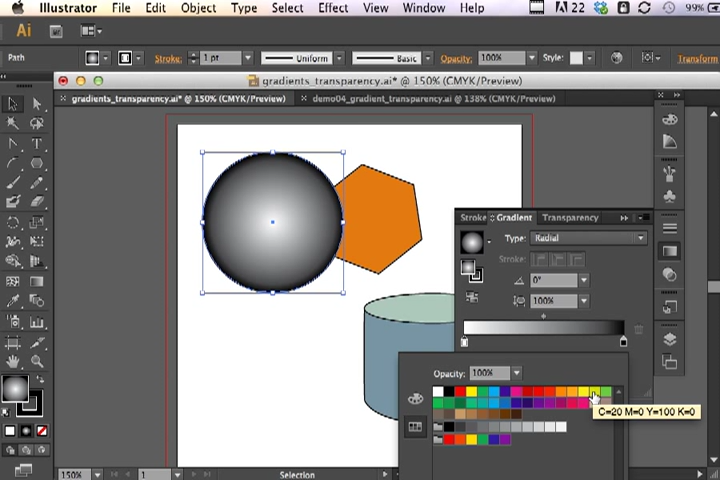 Illustrator File Edit Object Type Select Effect View Window Help 22 99%
Ai
Path Stroke: 1 pt Uniform Basic Opacity: 100% Style: Transform
gradients_transparency.ai* @ 150% (CMYK/Preview)
× gradients_transparency.ai* @ 150% (CMYK/Preview) × demo04_gradient_transparency.ai @ 138% (CMYK/Preview)
Stroke Gradient Transparency
Type: Radial
Stroke:
0°
100%
Opacity: 100%
C=20 M=0 Y=100 K=0
150% 1 Selection